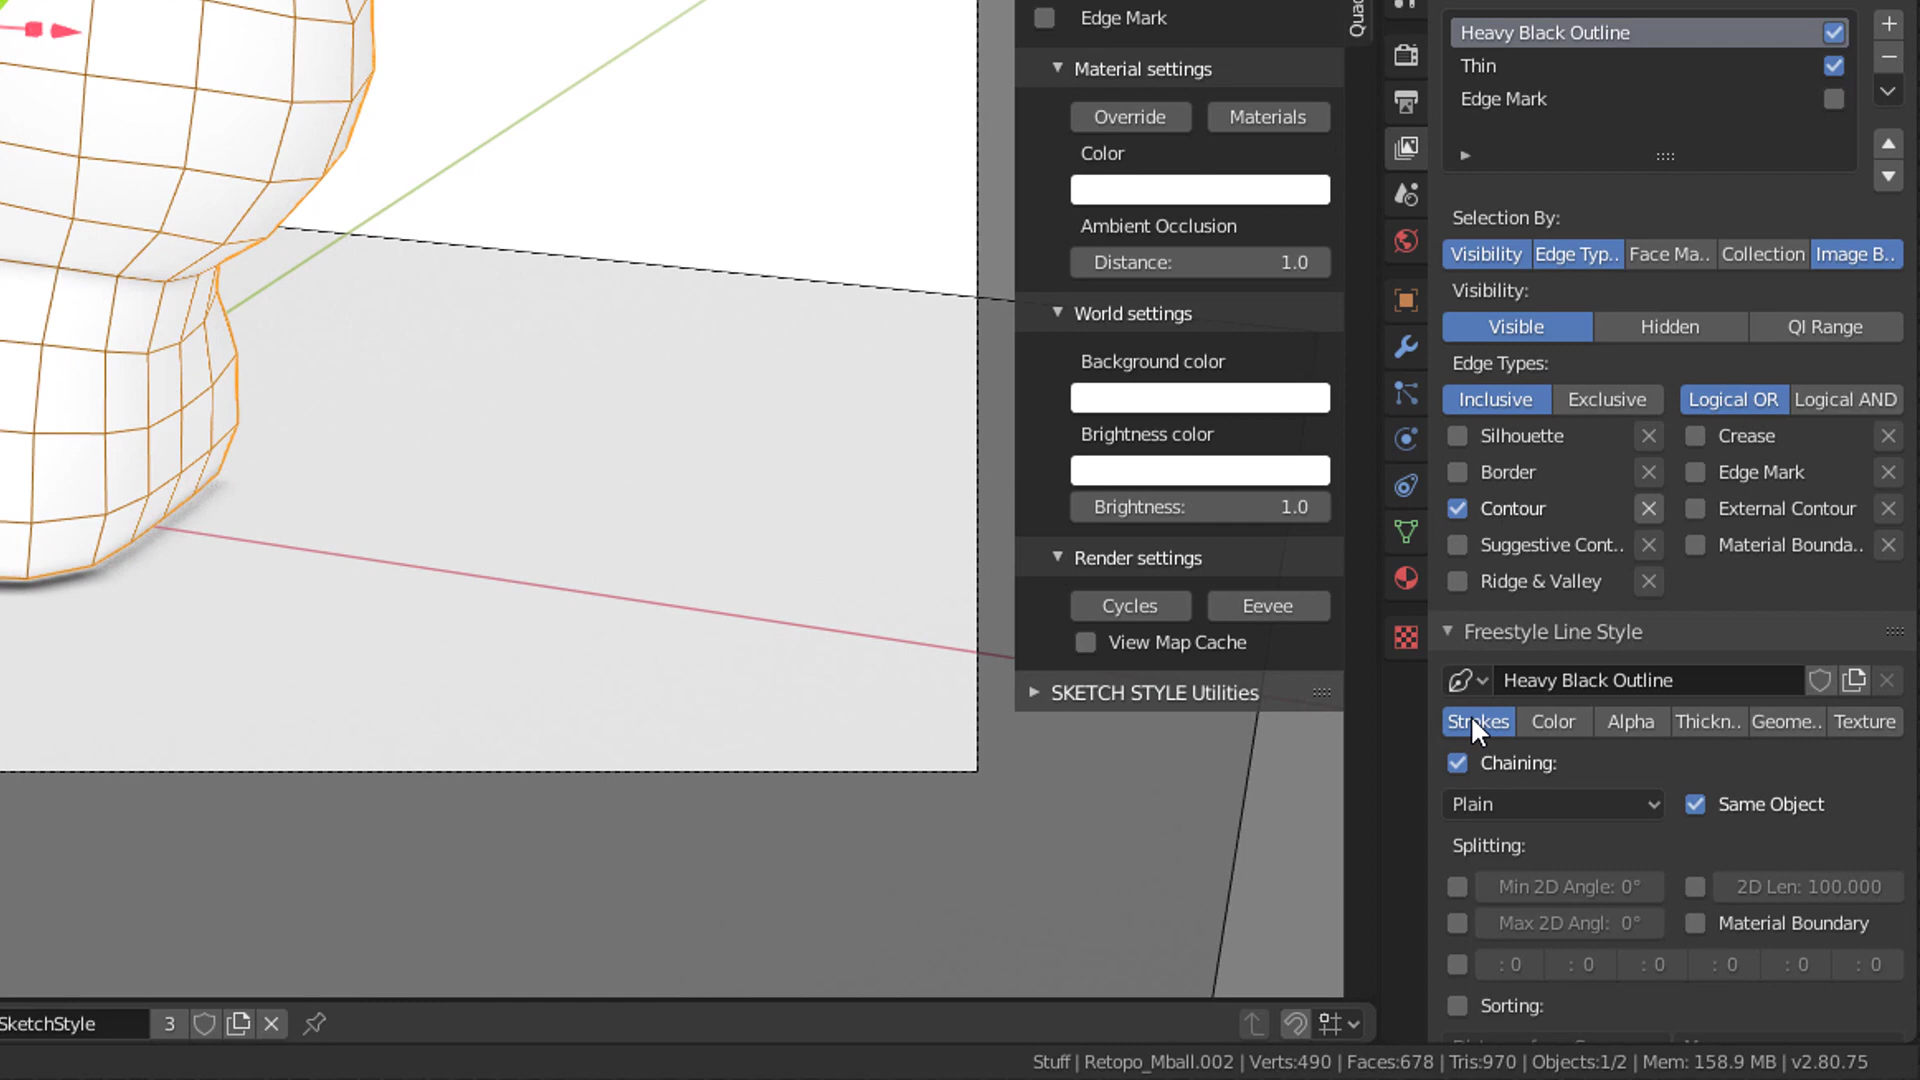 Edge Mark
Quad
Material settings
Override
Materials
Color
Ambient Occlusion
Distance: 1.0
World settings
Background color
Brightness color
Brightness: 1.0
Render settings
Cycles
Eevee
View Map Cache
SKETCH STYLE Utilities
Heavy Black Outline
Thin
Edge Mark
Selection By:
Visibility
Edge Typ..
Face Ma..
Collection
Image B..
Visibility:
Visible
Hidden
QI Range
Edge Types:
Inclusive
Exclusive
Logical OR
Logical AND
Silhouette
Crease
Border
Edge Mark
Contour
External Contour
Suggestive Cont..
Material Bounda..
Ridge & Valley
Freestyle Line Style
Heavy Black Outline
Strokes
Color
Alpha
Thickn..
Geome..
Texture
Chaining:
Plain
Same Object
Splitting:
Min 2D Angle: 0°
2D Len: 100.000
Max 2D Angl: 0°
Material Boundary
: 0 : 0 : 0 : 0 : 0 : 0
Sorting:
SketchStyle
3
Stuff | Retopo_Mball.002 | Verts:490 | Faces:678 | Tris:970 | Objects:1/2 | Mem: 158.9 MB | v2.80.75